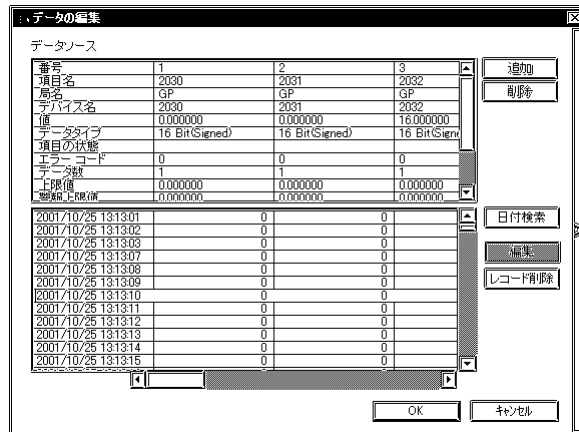 データの編集
データソース
番号 1 2 3
項目名 2030 2031 2032
局名 GP GP GP
デバイス名 2030 2031 2032
値 0.000000 0.000000 16.000000
データタイプ 16 Bit(Signed) 16 Bit(Signed) 16 Bit(Signe
項目の状態
エラー コード 0 0 0
データ数 1 1 1
上限値 0.000000 0.000000 0.000000
0.000000 0.000000 0.000000
追加
削除
2001/10/25 13:13:01 0 0
2001/10/25 13:13:02 0 0
2001/10/25 13:13:03 0 0
2001/10/25 13:13:07 0 0
2001/10/25 13:13:08 0 0
2001/10/25 13:13:09 0 0
2001/10/25 13:13:10 0 0
2001/10/25 13:13:11 0 0
2001/10/25 13:13:12 0 0
2001/10/25 13:13:13 0 0
2001/10/25 13:13:14 0 0
2001/10/25 13:13:15 0 0
日付検索
編集
レコード削除
OK キャンセル